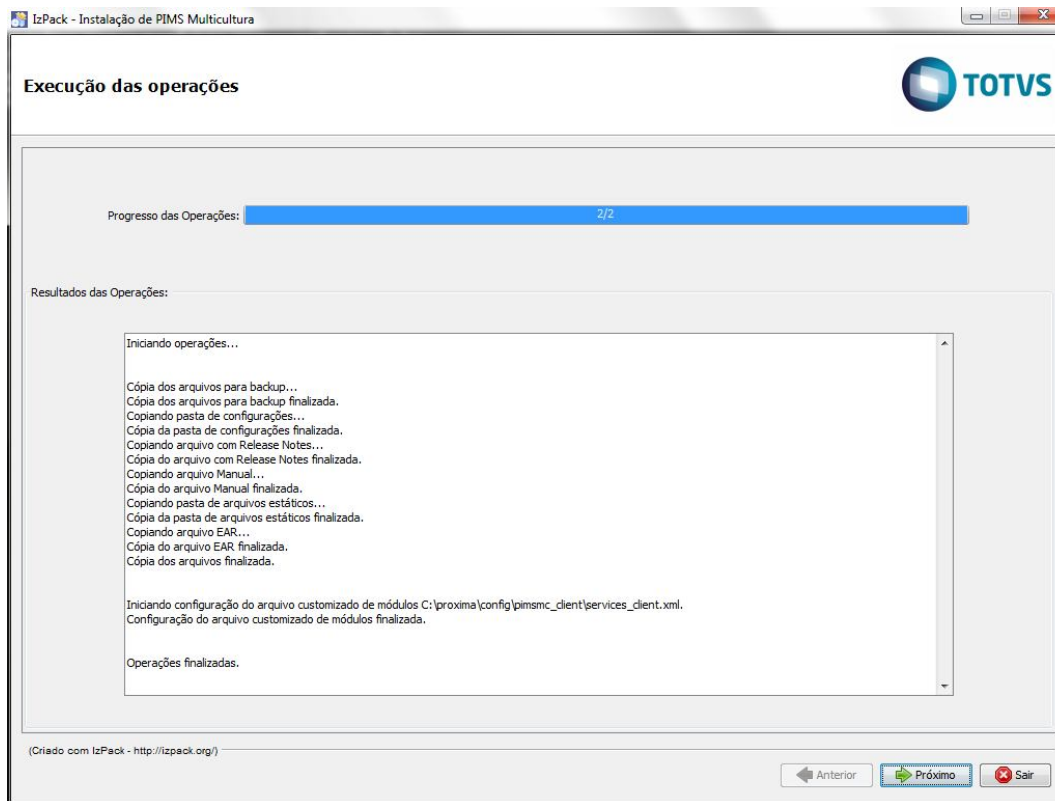 IzPack - Instalação de PIMS Multicultura
Execução das operações
TOTVS
Progresso das Operações:
2/2
Resultados das Operações:
Iniciando operações...
Cópia dos arquivos para backup...
Cópia dos arquivos para backup finalizada.
Copiando pasta de configurações...
Cópia da pasta de configurações finalizada.
Copiando arquivo com Release Notes...
Cópia do arquivo com Release Notes finalizada.
Copiando arquivo Manual...
Cópia do arquivo Manual finalizada.
Copiando pasta de arquivos estáticos...
Cópia da pasta de arquivos estáticos finalizada.
Copiando arquivo EAR...
Cópia do arquivo EAR finalizada.
Cópia dos arquivos finalizada.
Iniciando configuração do arquivo customizado de módulos C:\proxima\config\pimsmc_client\services_client.xml.
Configuração do arquivo customizado de módulos finalizada.
Operações finalizadas.
(Criado com IzPack - http://izpack.org/)
Anterior
Próximo
Sair